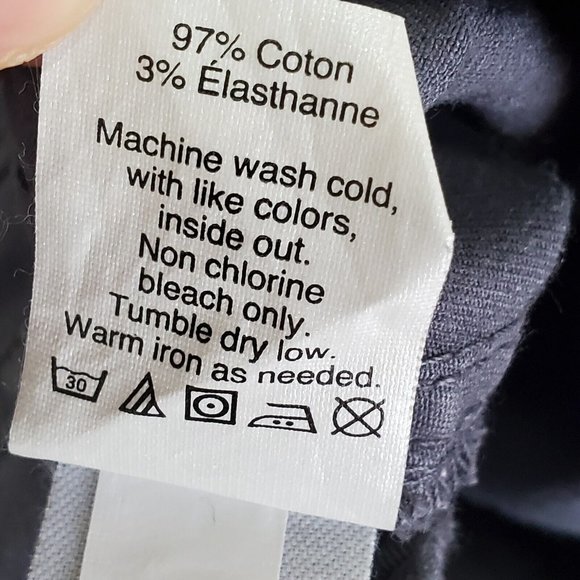 97% Coton
3% Élasthanne
Machine wash cold,
with like colors,
inside out.
Non chlorine
bleach only.
Tumble dry low.
Warm iron as needed.
30